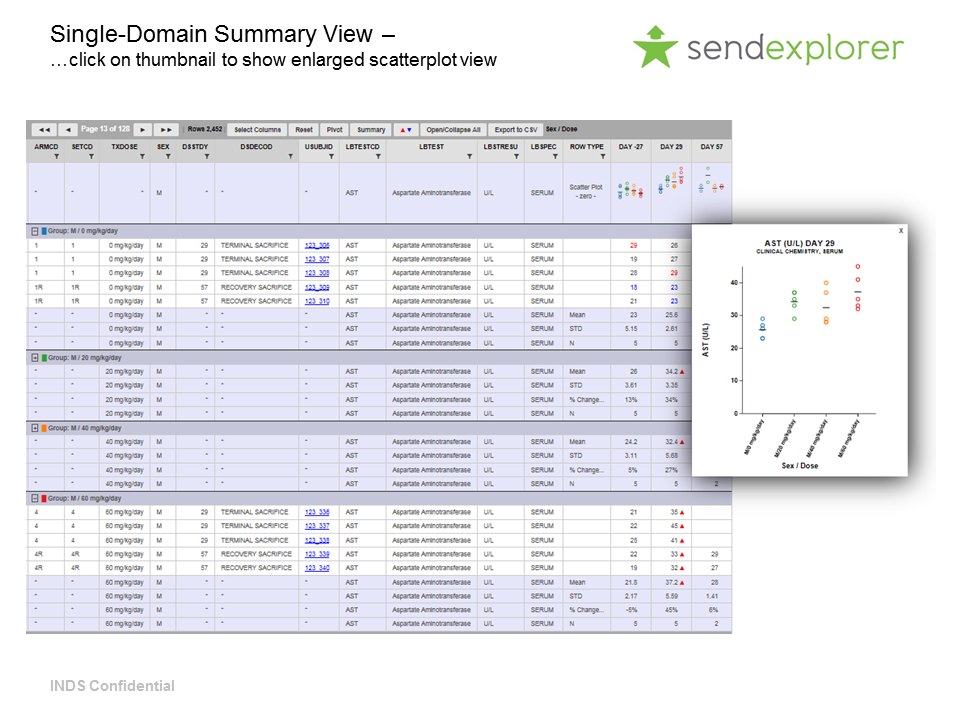 Single-Domain Summary View –
…click on thumbnail to show enlarged scatterplot view
sendexplorer
◄◄ ◄ Page 13 of 128 ► ►► Rows 2,452 Select Columns Reset Pivot Summary ▲▼ Open/Collapse All Export to CSV Sex / Dose
ARMCD SETCD TXDOSE SEX DSSTDY DSDECOD USUBJID LBTESTCD LBTEST LBSTRESU LBSPEC ROW TYPE DAY -27 DAY 29 DAY 57
" " " M " " " AST Aspartate Aminotransferase U/L SERUM Scatter Plot
- zero -
Group: M / 0 mg/kg/day
1 1 0 mg/kg/day M 29 TERMINAL SACRIFICE 123_306 AST Aspartate Aminotransferase U/L SERUM 29 26
1 1 0 mg/kg/day M 29 TERMINAL SACRIFICE 123_307 AST Aspartate Aminotransferase U/L SERUM 19 27
1 1 0 mg/kg/day M 29 TERMINAL SACRIFICE 123_308 AST Aspartate Aminotransferase U/L SERUM 28 29
1R 1R 0 mg/kg/day M 57 RECOVERY SACRIFICE 123_309 AST Aspartate Aminotransferase U/L SERUM 18 23
1R 1R 0 mg/kg/day M 57 RECOVERY SACRIFICE 123_310 AST Aspartate Aminotransferase U/L SERUM 21 23
" " 0 mg/kg/day M " " " AST Aspartate Aminotransferase U/L SERUM Mean 23 25.6
" " 0 mg/kg/day M " " " AST Aspartate Aminotransferase U/L SERUM STD 5.15 2.61
" " 0 mg/kg/day M " " " AST Aspartate Aminotransferase U/L SERUM N 5 5
Group: M / 20 mg/kg/day
" " 20 mg/kg/day M " " " AST Aspartate Aminotransferase U/L SERUM Mean 26 34.2▲
" " 20 mg/kg/day M " " " AST Aspartate Aminotransferase U/L SERUM STD 3.61 3.35
" " 20 mg/kg/day M " " " AST Aspartate Aminotransferase U/L SERUM % Change... 13% 34%
" " 20 mg/kg/day M " " " AST Aspartate Aminotransferase U/L SERUM N 5 5
Group: M / 40 mg/kg/day
" " 40 mg/kg/day M " " " AST Aspartate Aminotransferase U/L SERUM Mean 24.2 32.4▲
" " 40 mg/kg/day M " " " AST Aspartate Aminotransferase U/L SERUM STD 3.11 5.68
" " 40 mg/kg/day M " " " AST Aspartate Aminotransferase U/L SERUM % Change... 5% 27%
" " 40 mg/kg/day M " " " AST Aspartate Aminotransferase U/L SERUM N 5 5 2
Group: M / 60 mg/kg/day
4 4 60 mg/kg/day M 29 TERMINAL SACRIFICE 123_336 AST Aspartate Aminotransferase U/L SERUM 21 35▲
4 4 60 mg/kg/day M 29 TERMINAL SACRIFICE 123_337 AST Aspartate Aminotransferase U/L SERUM 22 45▲
4 4 60 mg/kg/day M 29 TERMINAL SACRIFICE 123_338 AST Aspartate Aminotransferase U/L SERUM 25 41▲
4R 4R 60 mg/kg/day M 57 RECOVERY SACRIFICE 123_339 AST Aspartate Aminotransferase U/L SERUM 22 33▲ 29
4R 4R 60 mg/kg/day M 57 RECOVERY SACRIFICE 123_340 AST Aspartate Aminotransferase U/L SERUM 19 32▲ 27
" " 60 mg/kg/day M " " " AST Aspartate Aminotransferase U/L SERUM Mean 21.8 37.2▲ 28
" " 60 mg/kg/day M " " " AST Aspartate Aminotransferase U/L SERUM STD 2.17 5.59 1.41
" " 60 mg/kg/day M " " " AST Aspartate Aminotransferase U/L SERUM % Change... -5% 45% 6%
" " 60 mg/kg/day M " " " AST Aspartate Aminotransferase U/L SERUM N 5 5 2
X
AST (U/L) DAY 29
CLINICAL CHEMISTRY, SERUM
AST (U/L)
40
30
20
10
0
M/0 mg/kg/day M/20 mg/kg/day M/40 mg/kg/day M/60 mg/kg/day
Sex / Dose
INDS Confidential